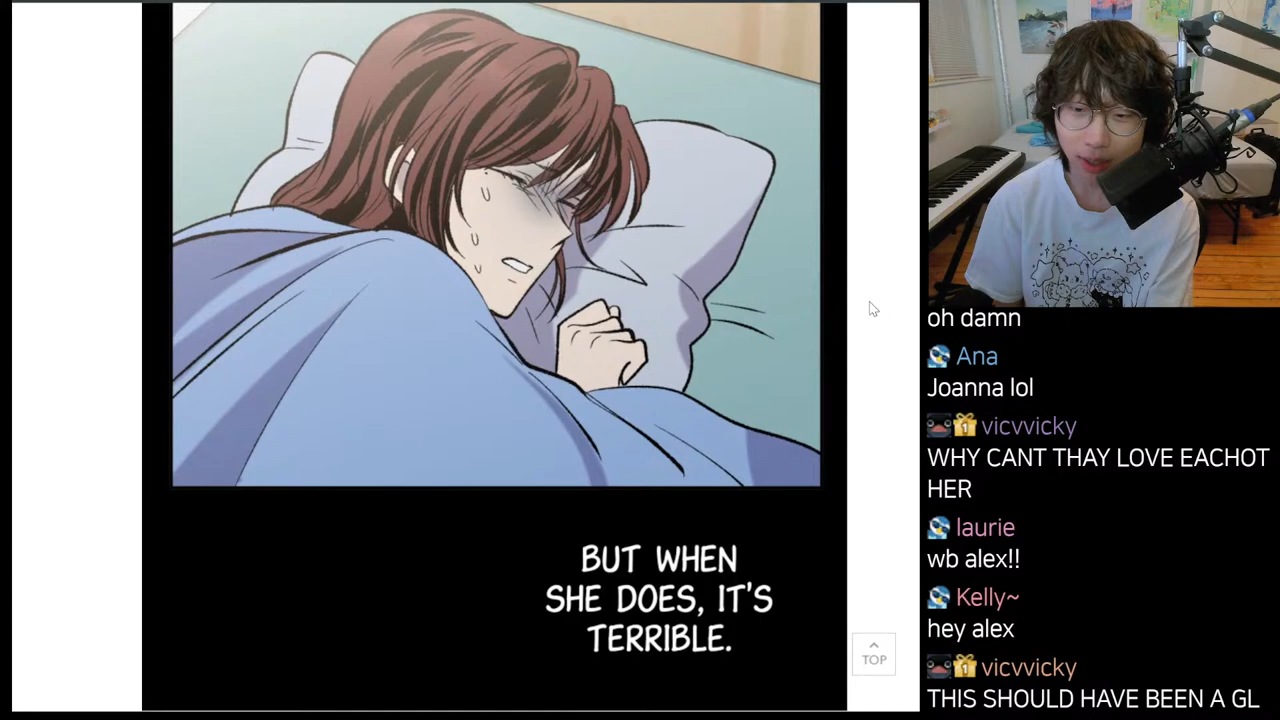 BUT WHEN
SHE DOES, IT'S
TERRIBLE.
TOP
oh damn
Ana
Joanna lol
vicvvicky
WHY CANT THAY LOVE EACHOT
HER
laurie
wb alex!!
Kelly~
hey alex
vicvvicky
THIS SHOULD HAVE BEEN A GL